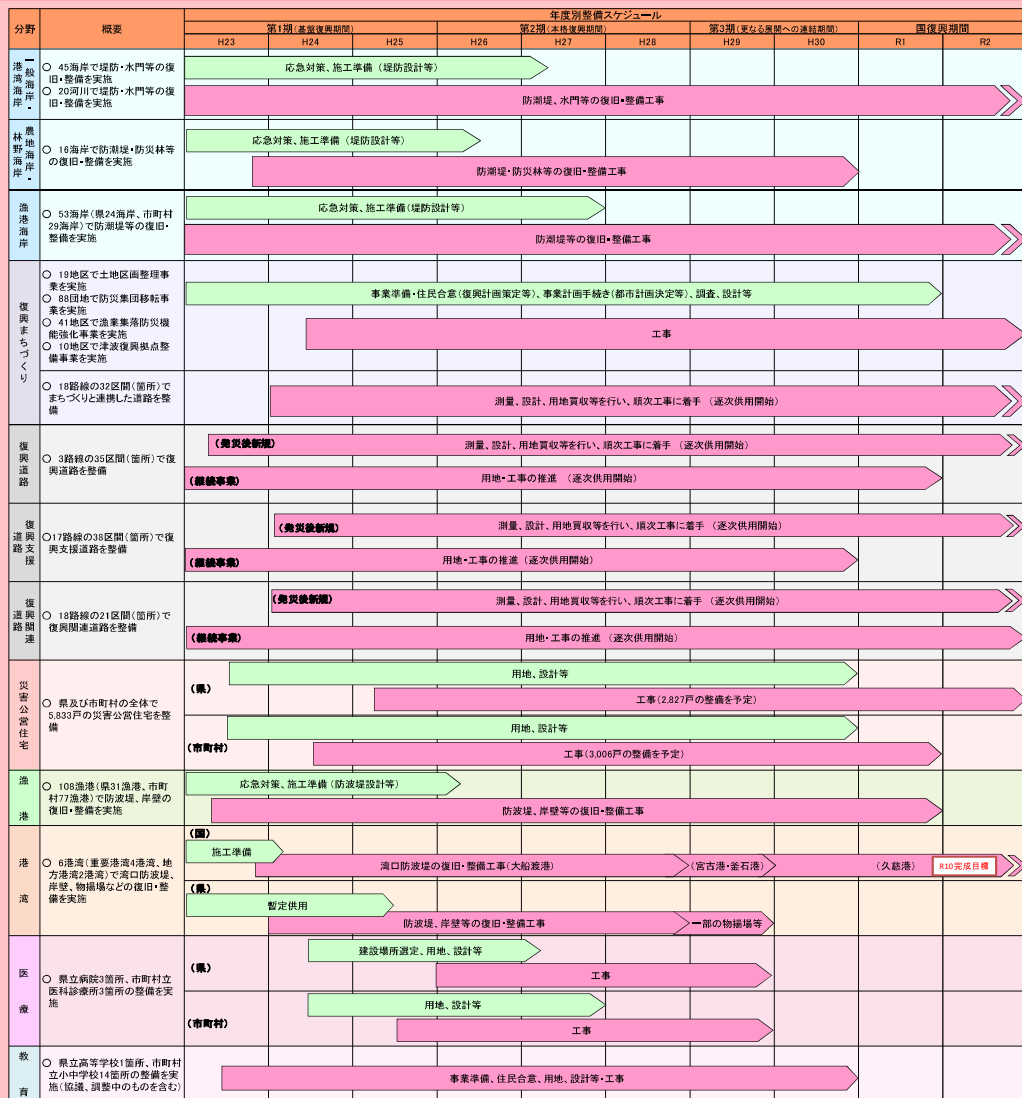 分野
概要
年度別整備スケジュール
第1期(基盤復興期間)
第2期(本格復興期間)
第3期(更なる展開への連結期間)
国復興期間
H23
H24
H25
H26
H27
H28
H29
H30
R1
R2
一般海岸・
港湾海岸
○ 45海岸で堤防・水門等の復
旧・整備を実施
○ 20河川で堤防・水門等の復
旧・整備を実施
応急対策、施工準備（堤防設計等）
防潮堤、水門等の復旧・整備工事
農地海岸・
林野海岸
○ 16海岸で防潮堤・防災林等
の復旧・整備を実施
応急対策、施工準備（堤防設計等）
防潮堤・防災林等の復旧・整備工事
漁港海岸
○ 53海岸(県24海岸、市町村
29海岸)で防潮堤等の復旧・
整備を実施
応急対策、施工準備(堤防設計等)
防潮堤等の復旧・整備工事
復興まちづくり
○ 19地区で土地区画整理事
業を実施
○ 88団地で防災集団移転事
業を実施
○ 41地区で漁業集落防災機
能強化事業を実施
○ 10地区で津波復興拠点整
備事業を実施
事業準備・住民合意(復興計画策定等)、事業計画手続き(都市計画決定等)、調査、設計等
工事
○ 18路線の32区間(箇所)で
まちづくりと連携した道路を整
備
測量、設計、用地買収等を行い、順次工事に着手 （逐次供用開始）
復興道路
○ 3路線の35区間(箇所)で復
興道路を整備
(発災後新規)
測量、設計、用地買収等を行い、順次工事に着手 （逐次供用開始）
(継続事業)
用地・工事の推進 （逐次供用開始）
復興支援
道路
○17路線の38区間(箇所)で復
興支援道路を整備
(発災後新規)
測量、設計、用地買収等を行い、順次工事に着手 （逐次供用開始）
(継続事業)
用地・工事の推進 （逐次供用開始）
復興関連
道路
○ 18路線の21区間(箇所)で
復興関連道路を整備
(発災後新規)
測量、設計、用地買収等を行い、順次工事に着手 （逐次供用開始）
(継続事業)
用地・工事の推進 （逐次供用開始）
災害公営住宅
○ 県及び市町村の全体で
5,833戸の災害公営住宅を整
備
(県)
用地、設計等
工事(2,827戸の整備を予定)
(市町村)
用地、設計等
工事(3,006戸の整備を予定)
漁港
○ 108漁港(県31漁港、市町
村77漁港)で防波堤、岸壁の
復旧・整備を実施
応急対策、施工準備（防波堤設計等）
防波堤、岸壁等の復旧・整備工事
港湾
○ 6港湾(重要港湾4港湾、地
方港湾2港湾)で湾口防波堤、
岸壁、物揚場などの復旧・整
備を実施
(国)
施工準備
湾口防波堤の復旧・整備工事(大船渡港)
(宮古港・釜石港)
(久慈港)
R10完成目標
(県)
暫定供用
防波堤、岸壁等の復旧・整備工事
一部の物揚場等
医療
○ 県立病院3箇所、市町村立
医科診療所3箇所の整備を実
施
(県)
建設場所選定、用地、設計等
工事
(市町村)
用地、設計等
工事
教育
○ 県立高等学校1箇所、市町村
立小中学校14箇所の整備を実
施(協議、調整中のものを含む)
事業準備、住民合意、用地、設計等・工事